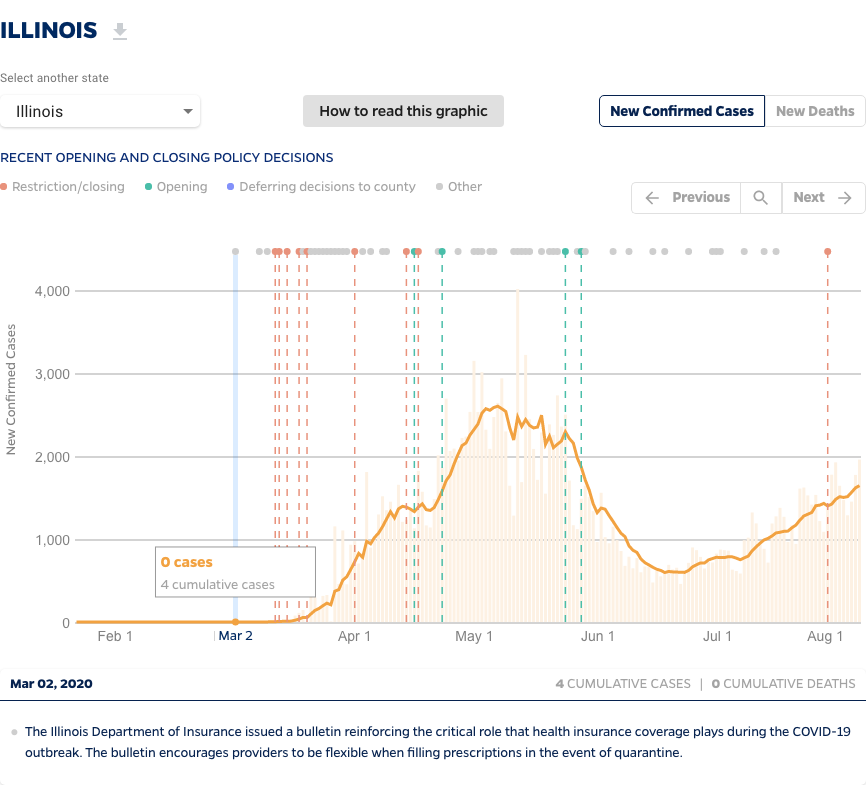 ILLINOIS
Select another state
Illinois
How to read this graphic
New Confirmed Cases
New Deaths
RECENT OPENING AND CLOSING POLICY DECISIONS
Restriction/closing
Opening
Deferring decisions to county
Other
Previous
Next
New Confirmed Cases
4,000
3,000
2,000
1,000
0
0 cases
4 cumulative cases
Feb 1
Mar 2
Apr 1
May 1
Jun 1
Jul 1
Aug 1
Mar 02, 2020
4 CUMULATIVE CASES | 0 CUMULATIVE DEATHS
The Illinois Department of Insurance issued a bulletin reinforcing the critical role that health insurance coverage plays during the COVID-19
outbreak. The bulletin encourages providers to be flexible when filling prescriptions in the event of quarantine.